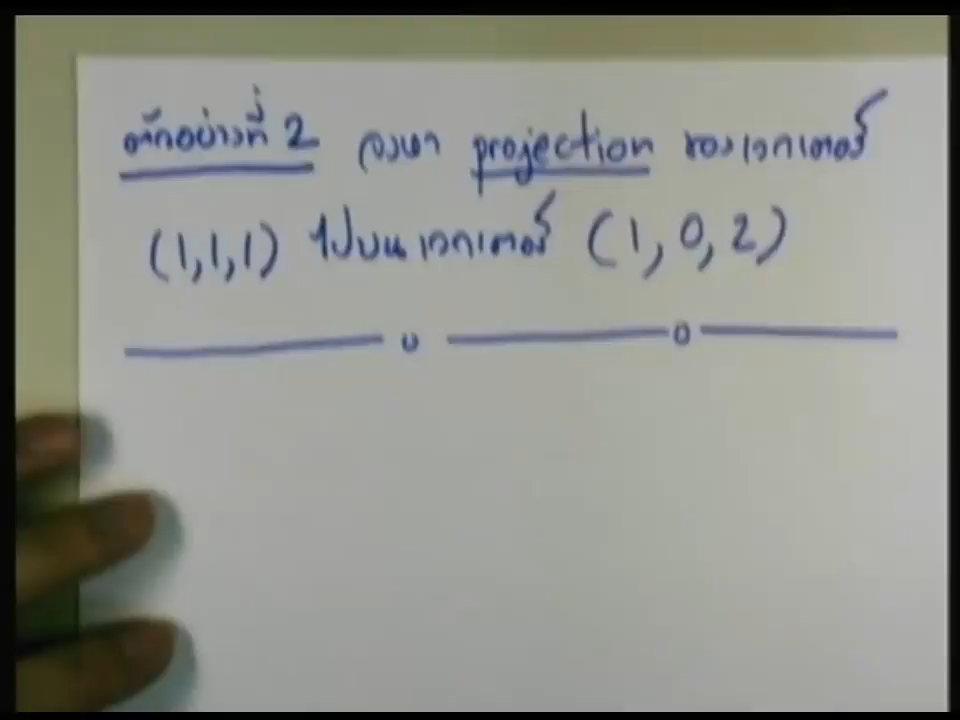 ตัวอย่างที่ 2 จงหา projection ของเวกเตอร์
(1,1,1) ไปบนเวกเตอร์ (1, 0, 2)